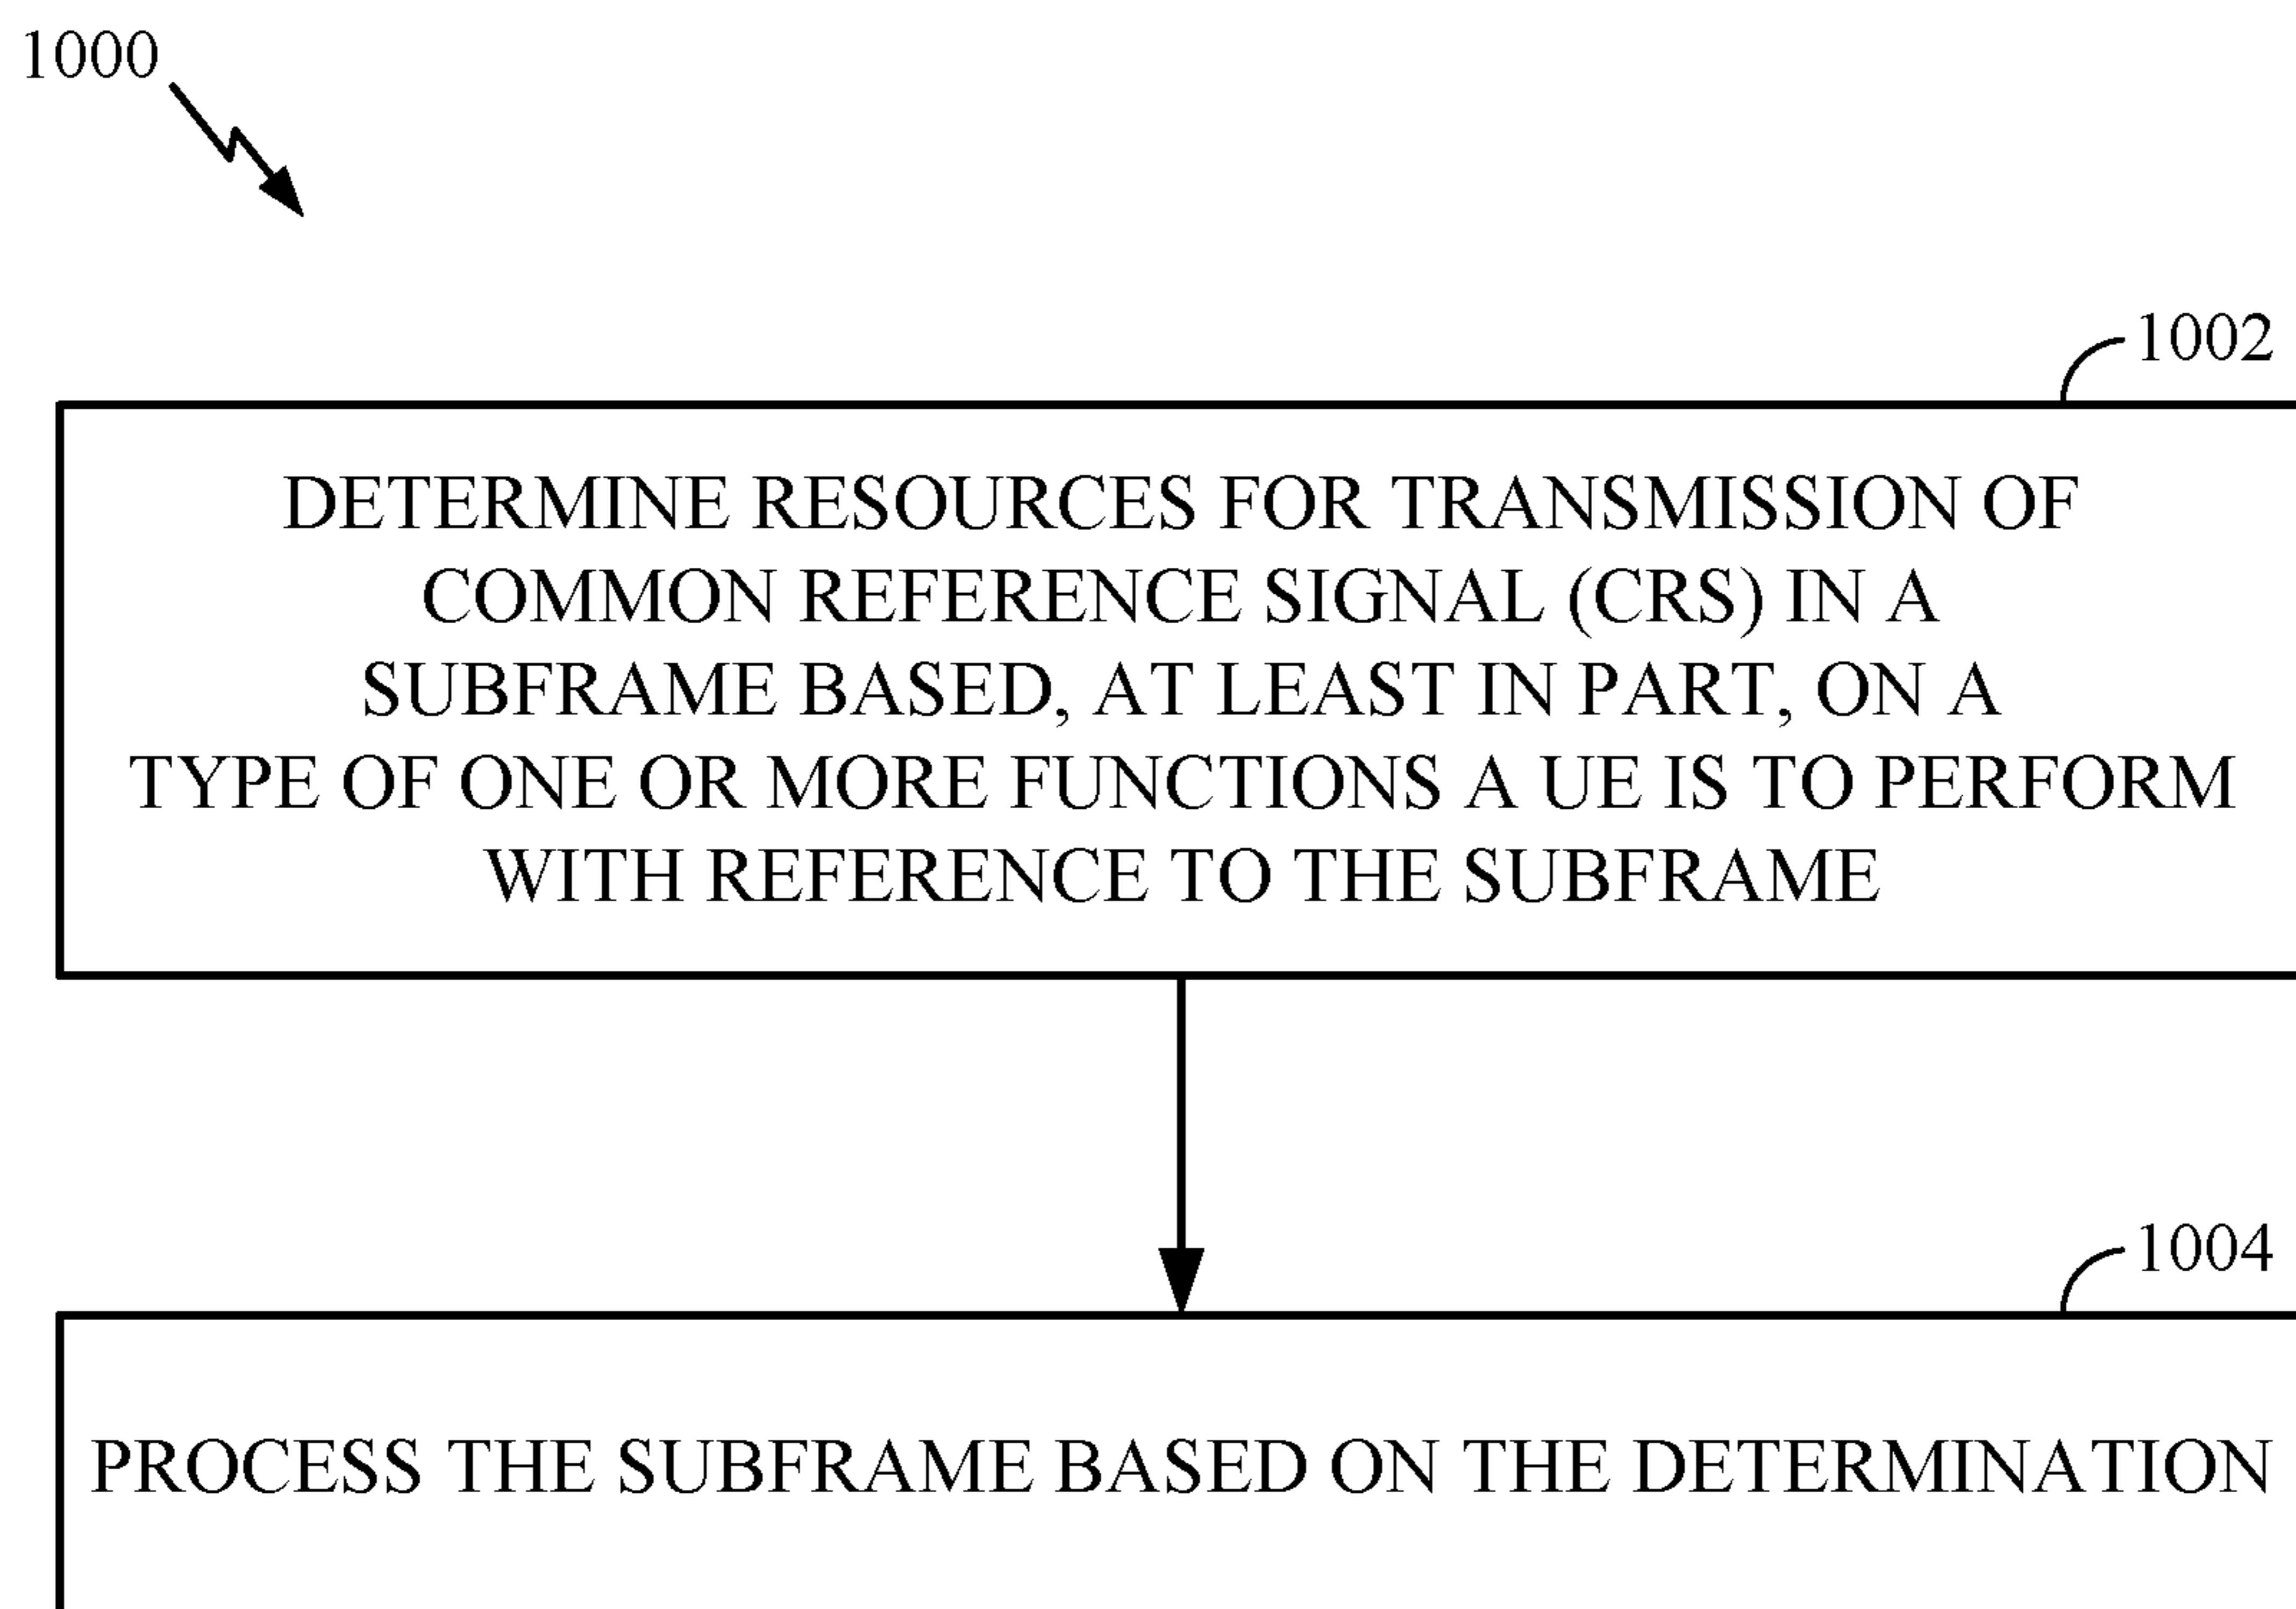 1000
1002
DETERMINE RESOURCES FOR TRANSMISSION OF
COMMON REFERENCE SIGNAL (CRS) IN A
SUBFRAME BASED, AT LEAST IN PART, ON A
TYPE OF ONE OR MORE FUNCTIONS A UE IS TO PERFORM
WITH REFERENCE TO THE SUBFRAME
1004
PROCESS THE SUBFRAME BASED ON THE DETERMINATION